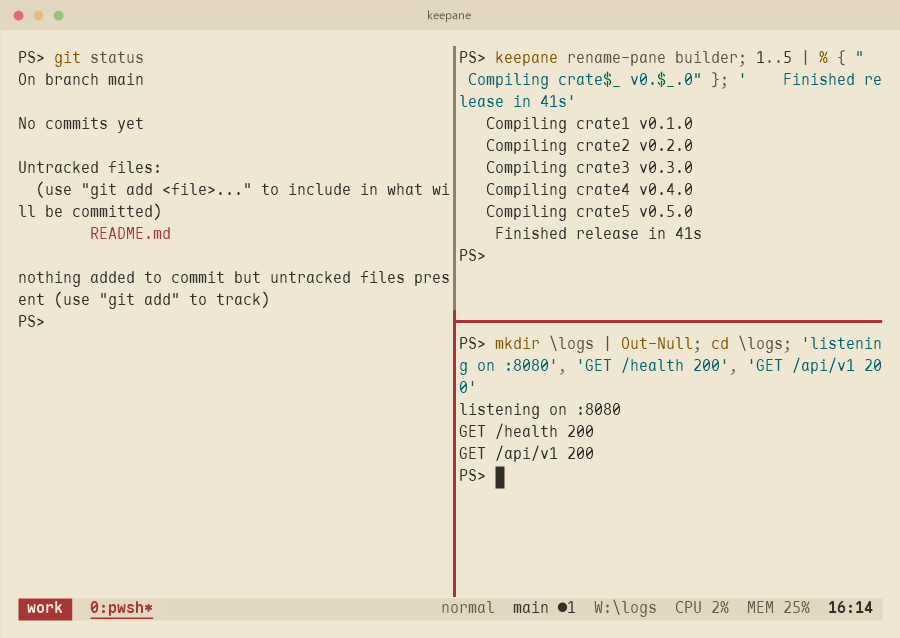 keepane
PS> git status
On branch main
No commits yet
Untracked files:
  (use "git add <file>..." to include in what wi
ll be committed)
        README.md
nothing added to commit but untracked files pres
ent (use "git add" to track)
PS>
PS> keepane rename-pane builder; 1..5 | % { "
 Compiling crate$_ v0.$_.0" }; '    Finished re
lease in 41s'
   Compiling crate1 v0.1.0
   Compiling crate2 v0.2.0
   Compiling crate3 v0.3.0
   Compiling crate4 v0.4.0
   Compiling crate5 v0.5.0
    Finished release in 41s
PS>
PS> mkdir \logs | Out-Null; cd \logs; 'listenin
g on :8080', 'GET /health 200', 'GET /api/v1 20
0'
listening on :8080
GET /health 200
GET /api/v1 200
PS>
work  0:pwsh*  normal  main ●1  W:\logs  CPU 2%  MEM 25%  16:14